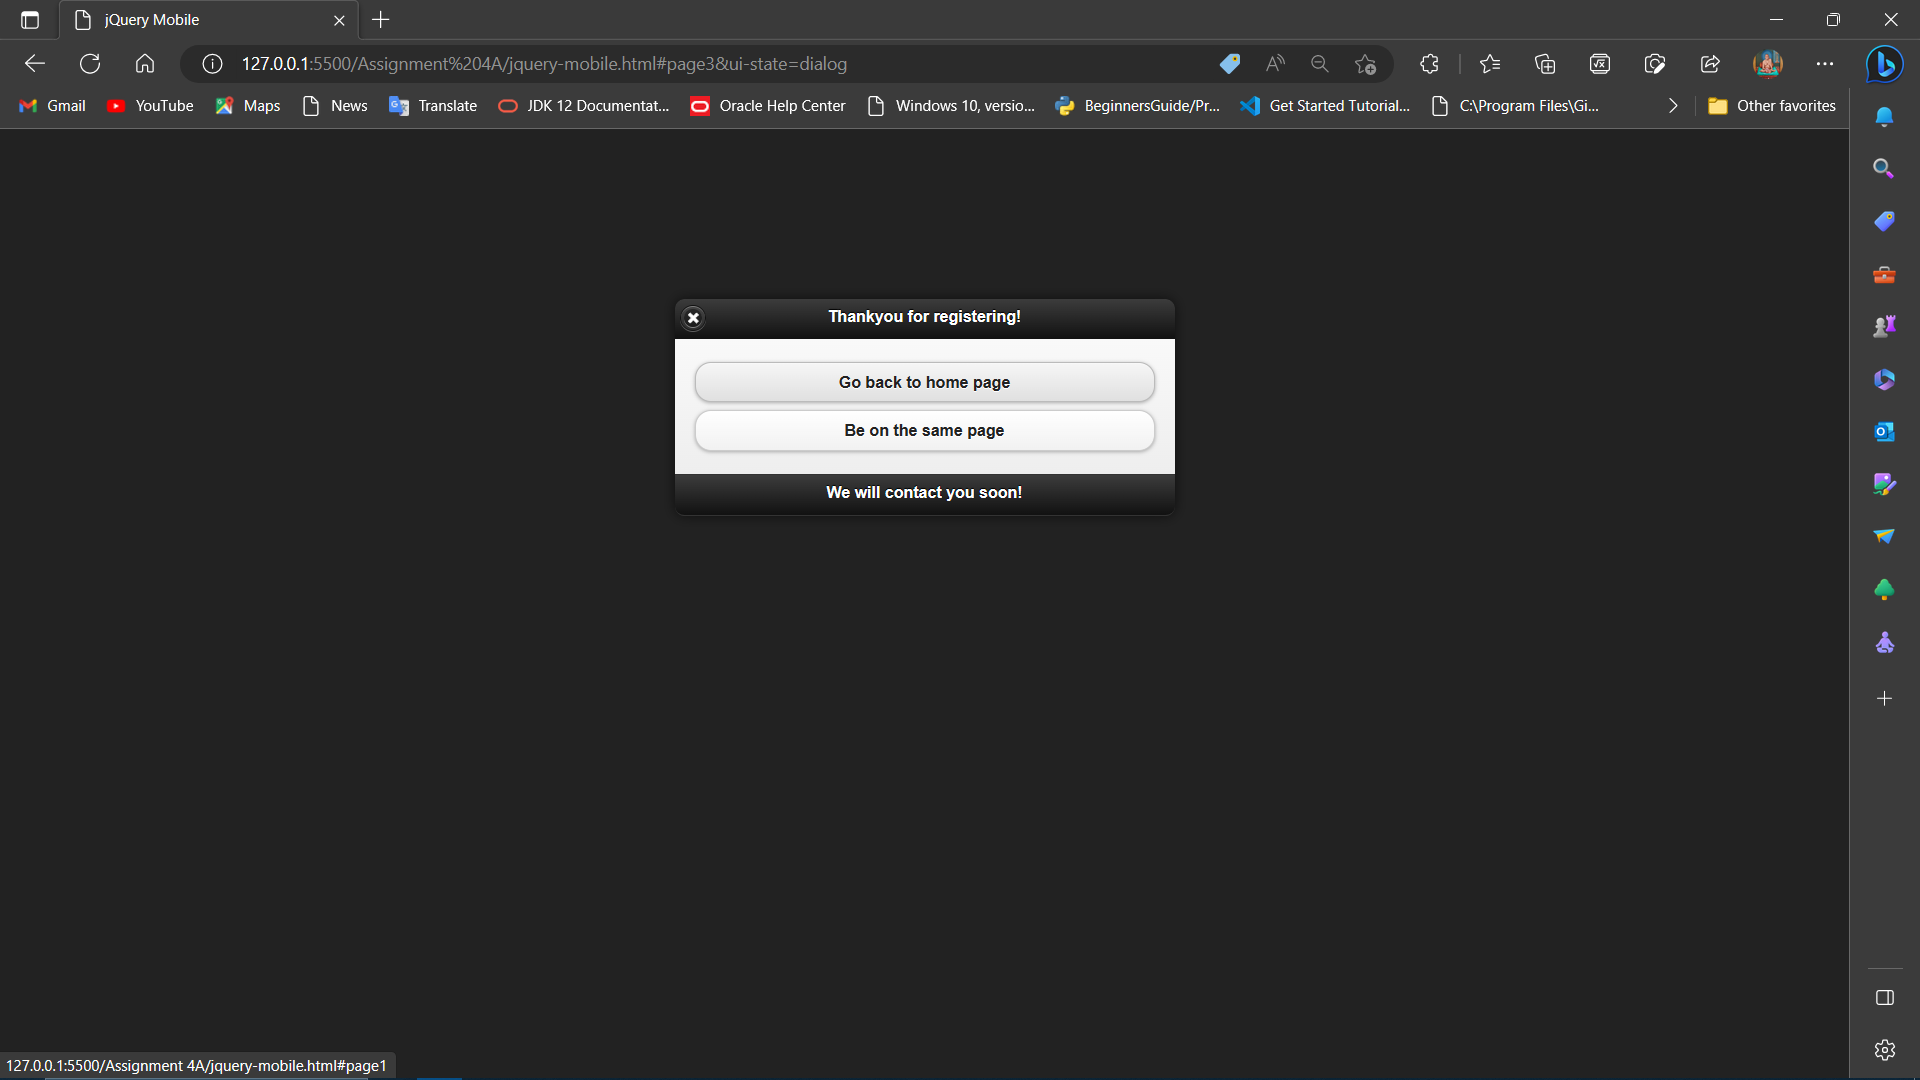 jQuery Mobile
127.0.0.1:5500/Assignment%204A/jquery-mobile.html#page3&ui-state=dialog
Gmail YouTube Maps News Translate JDK 12 Documentat... Oracle Help Center Windows 10, versio... BeginnersGuide/Pr... Get Started Tutorial... C:\Program Files\Gi... Other favorites
Thankyou for registering!
Go back to home page
Be on the same page
We will contact you soon!
127.0.0.1:5500/Assignment 4A/jquery-mobile.html#page1